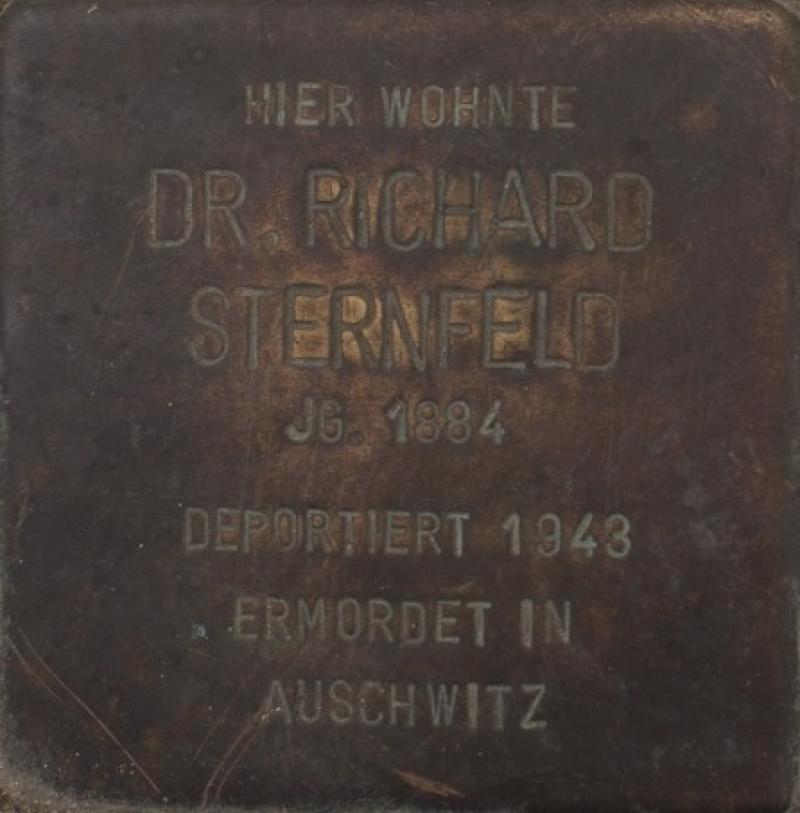 HIER WOHNTE
DR. RICHARD
STERNFELD
JG. 1884
DEPORTIERT 1943
ERMORDET IN
AUSCHWITZ